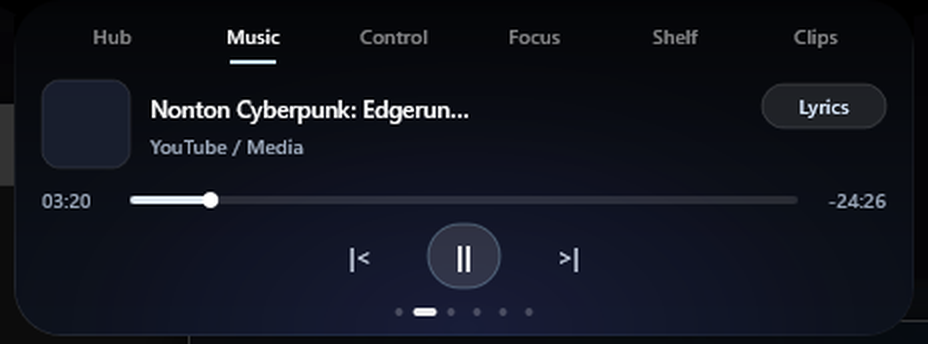 Hub Music Control Focus Shelf Clips
Nonton Cyberpunk: Edgerun...
Lyrics
YouTube / Media
03:20 -24:26
|< || >|